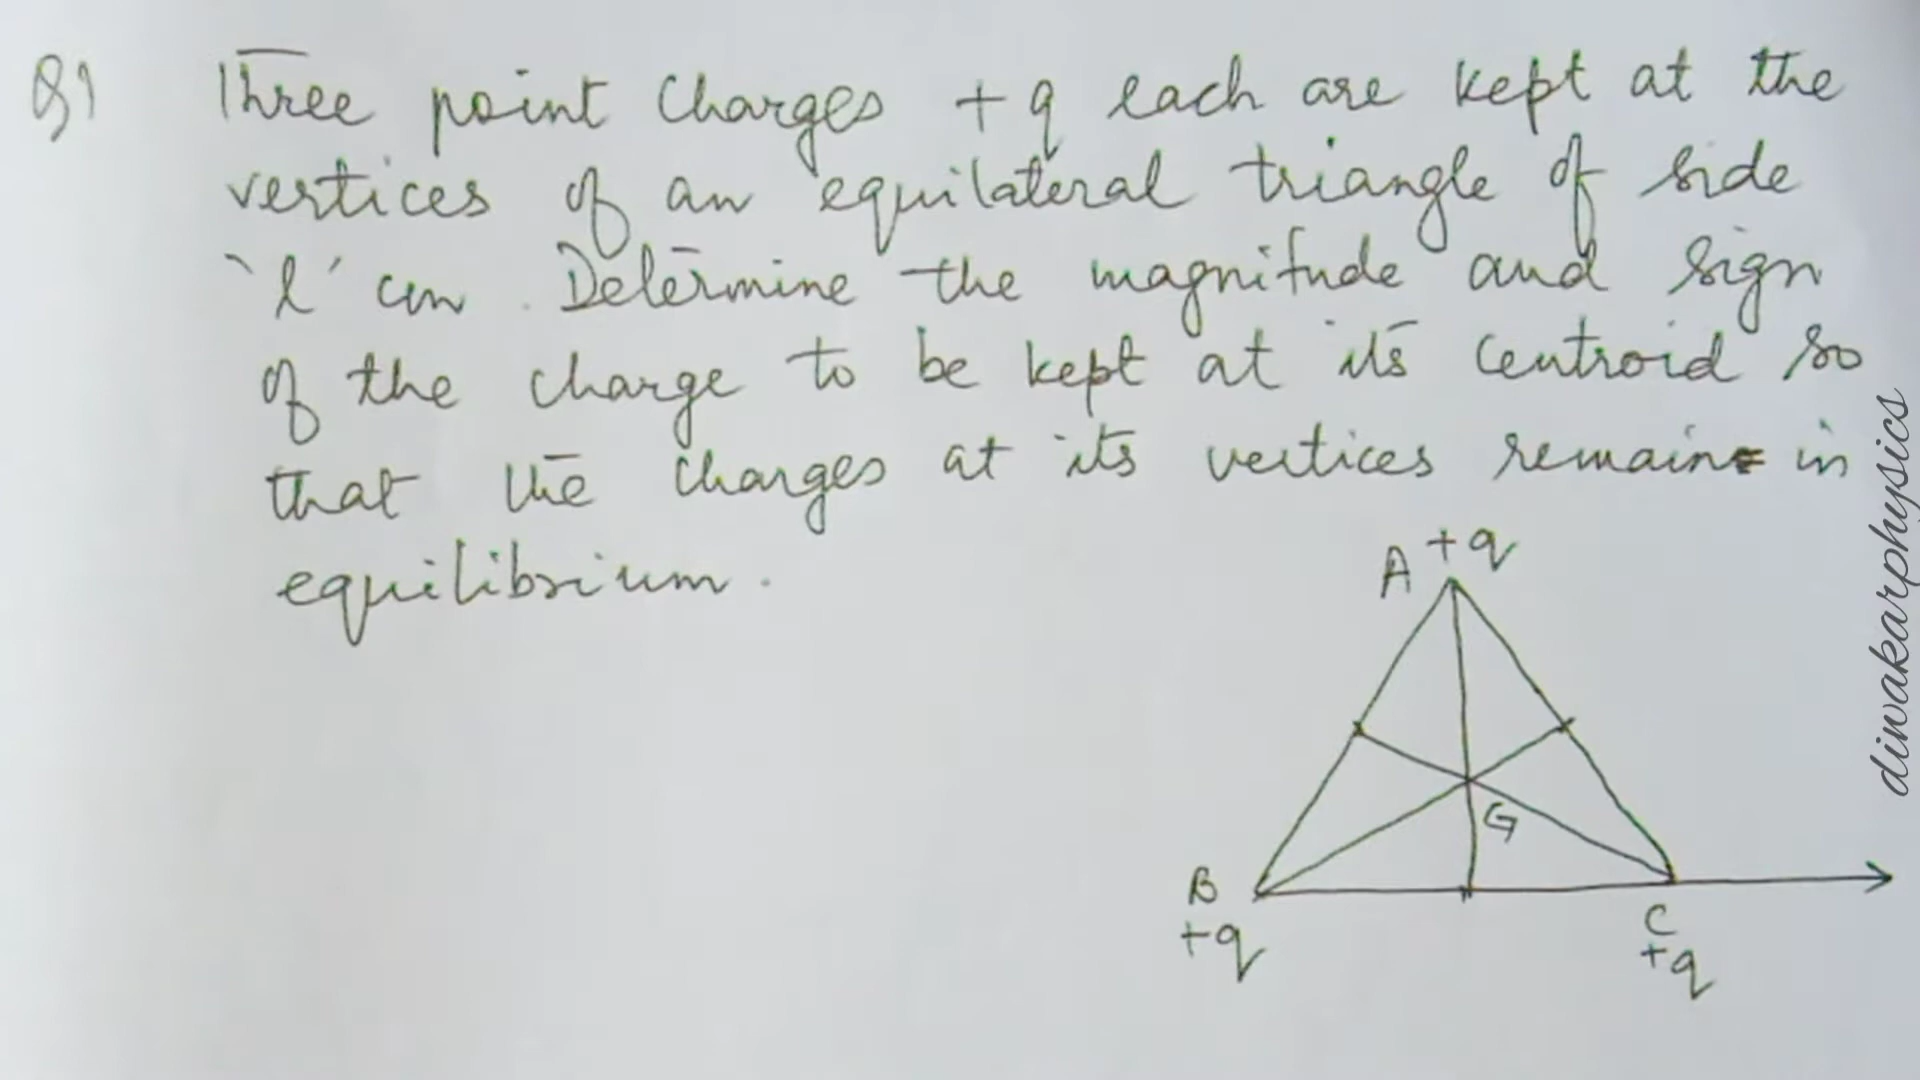 Q1 Three point charges +q each are kept at the
vertices of an equilateral triangle of side
'l' cm. Determine the magnitude and sign
of the charge to be kept at its centroid so
that the charges at its vertices remain in
equilibrium.
A +q
G
B
+q
C
+q
diwakarphysics